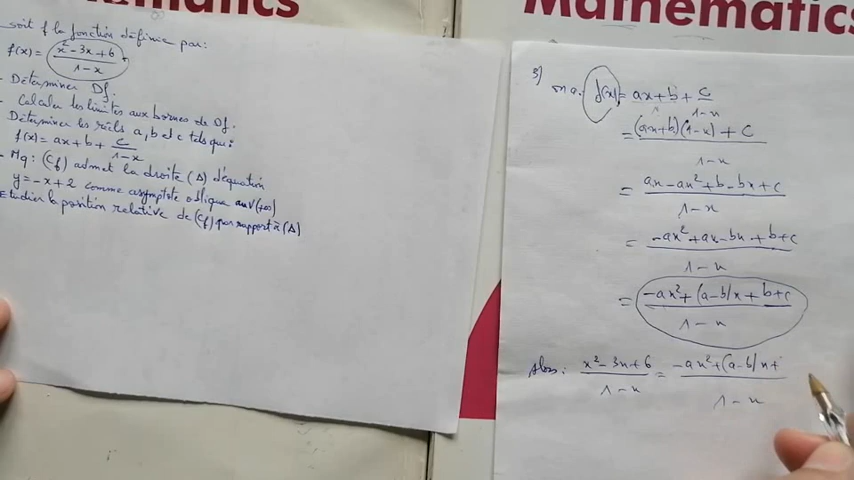 Mathematics
soit f la fonction définie par:
f(x) = x² - 3x + 6 / 1 - x
- Déterminer Df.
- Calculer les limites aux bornes de Df.
Déterminer les réels a, b et c tels que:
f(x) = ax + b + c / 1 - x
- Mq: (Cf) admet la droite (Δ) d'équation
y = -x + 2 comme asymptote oblique au V(+∞)
Etudier la position relative de (Cf) par rapport à (Δ)
Mathematics
3) on a: f(x) = ax + b + c / 1 - x
= (ax+b)(1-x) + c / 1 - x
= ax - ax² + b - bx + c / 1 - x
= -ax² + ax - bx + b + c / 1 - x
= -ax² + (a-b)x + b + c / 1 - x
Alors: x² - 3x + 6 / 1 - x = -ax² + (a-b)x + / 1 - x